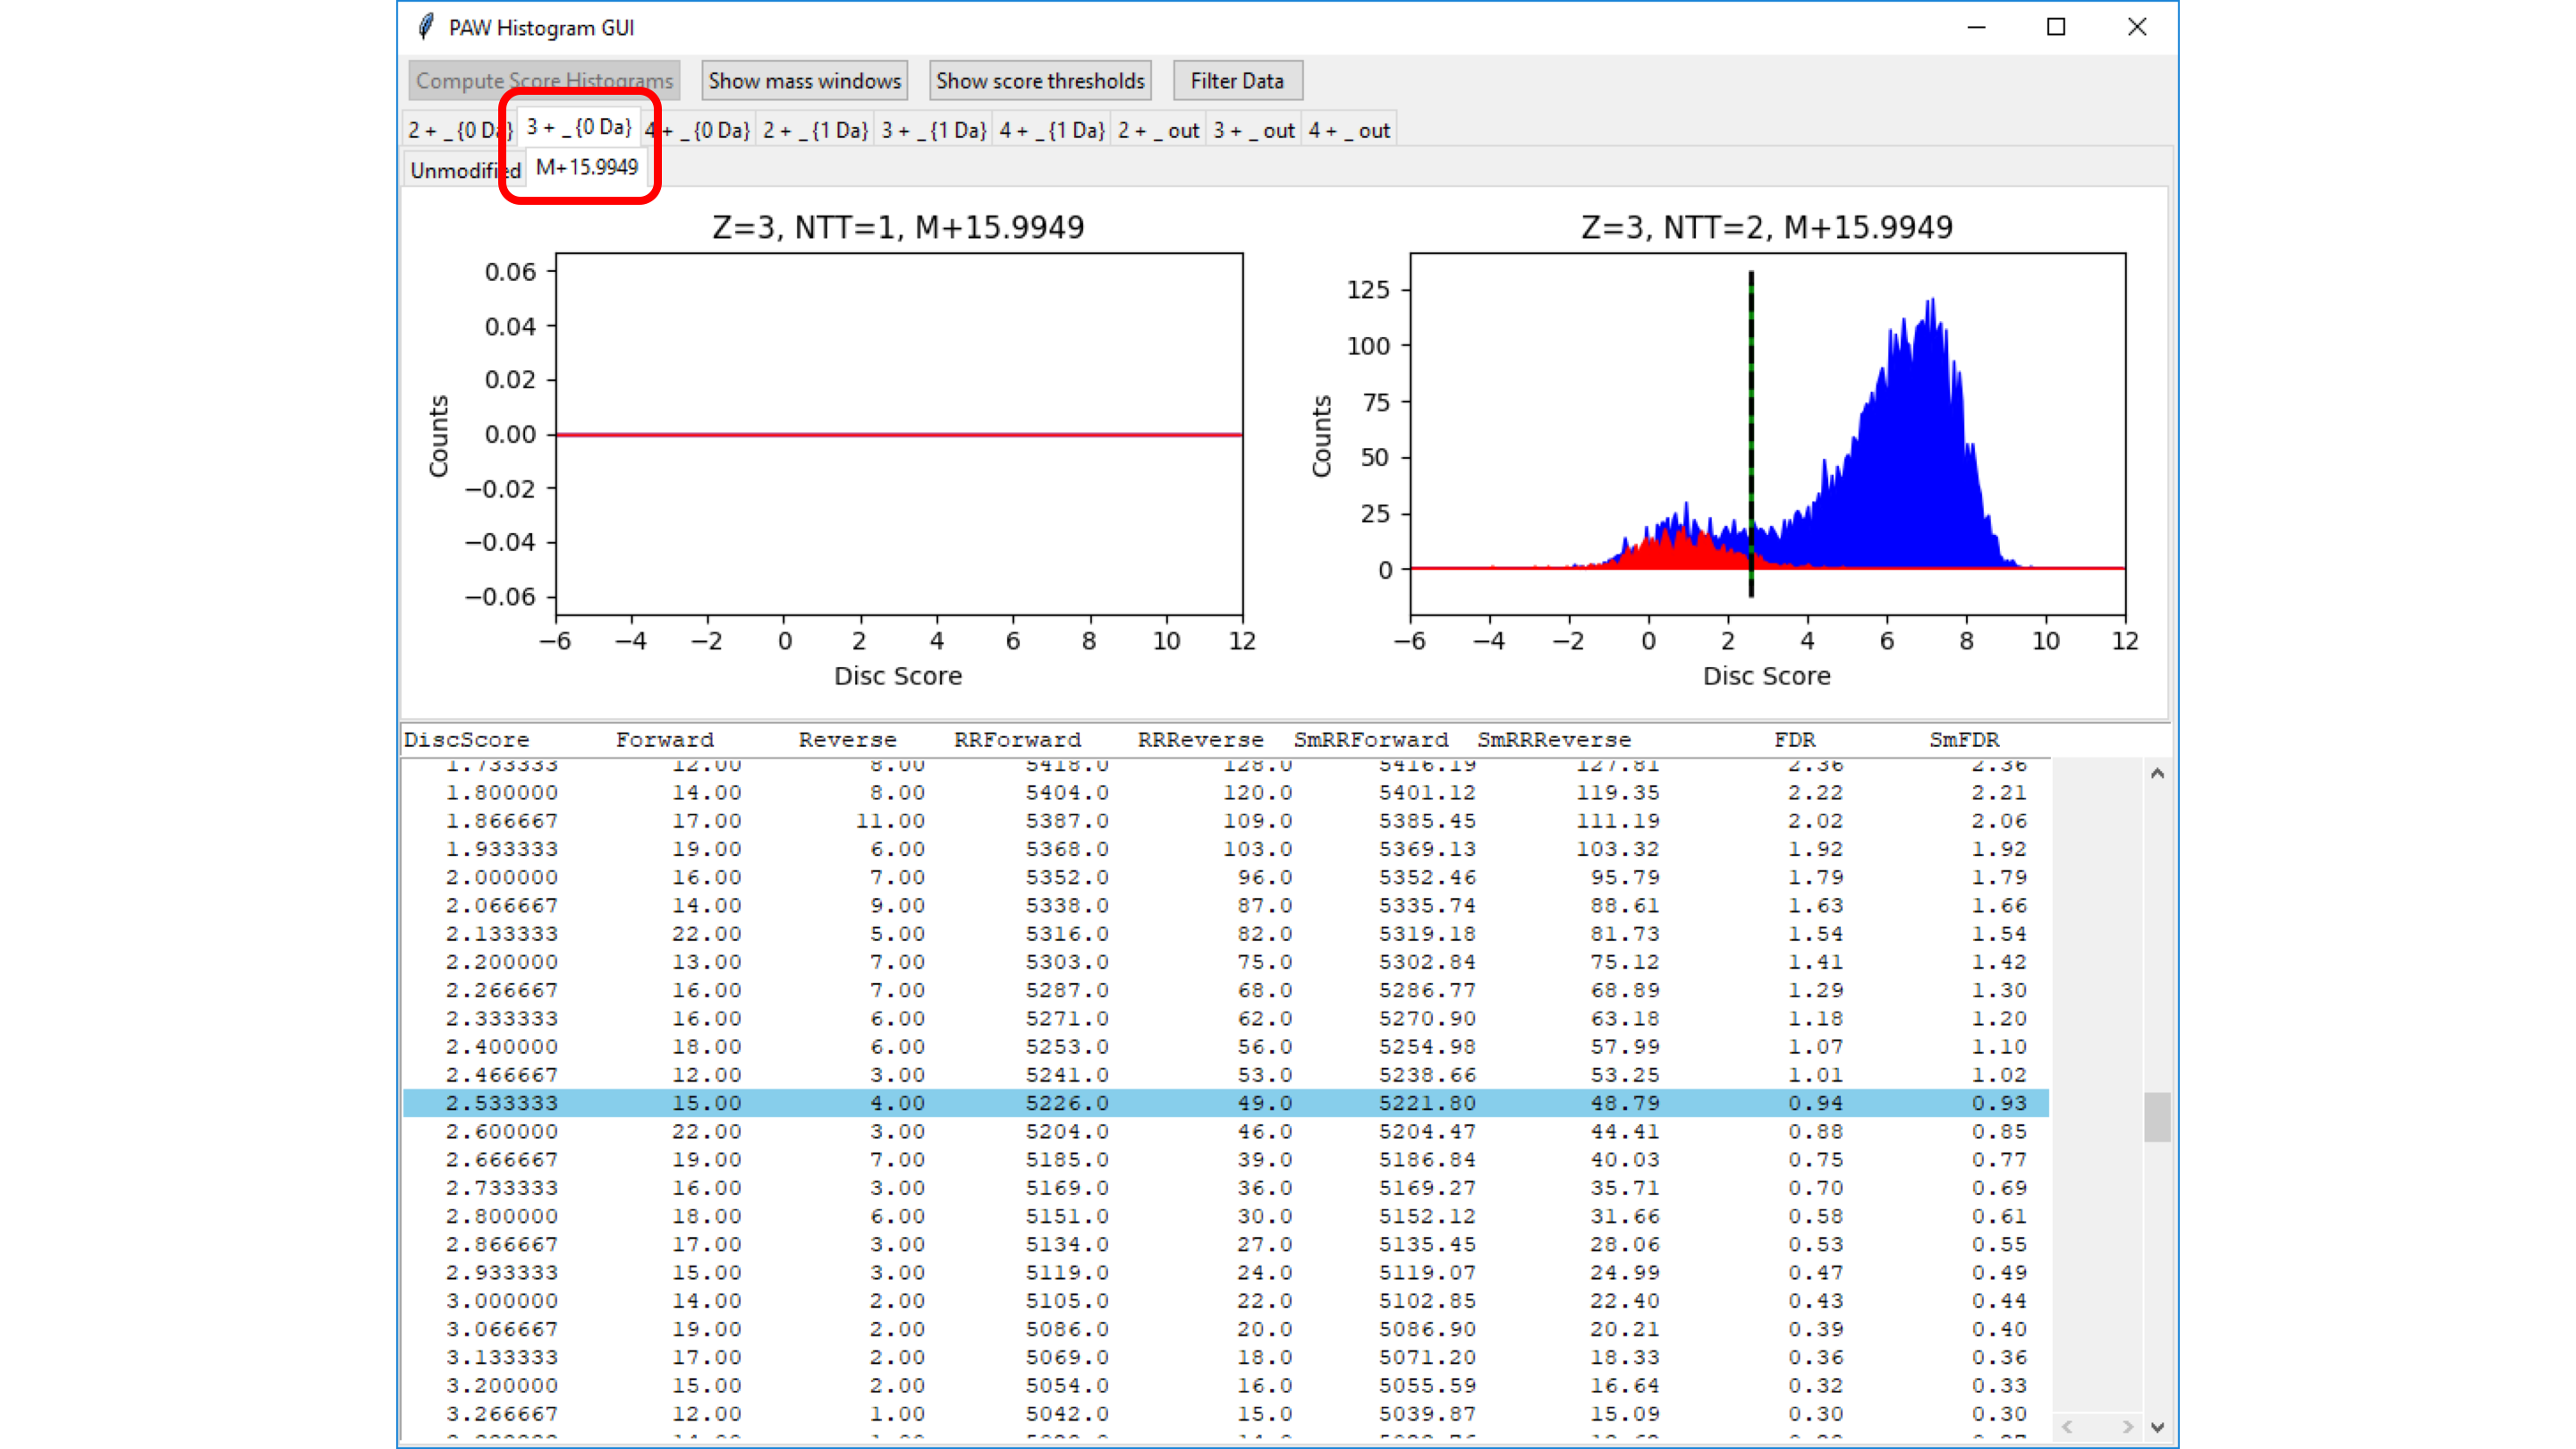 PAW Histogram GUI
Compute Score Histograms Show mass windows Show score thresholds Filter Data
2 + _ {0 Da} 3 + _ {0 Da} 4 + _ {0 Da} 2 + _ {1 Da} 3 + _ {1 Da} 4 + _ {1 Da} 2 + _ out 3 + _ out 4 + _ out
Unmodified M+15.9949
Z=3, NTT=1, M+15.9949
0.06
0.04
0.02
0.00
−0.02
−0.04
−0.06
Counts
−6 −4 −2 0 2 4 6 8 10 12
Disc Score
Z=3, NTT=2, M+15.9949
125
100
75
50
25
0
Counts
−6 −4 −2 0 2 4 6 8 10 12
Disc Score
DiscScore Forward Reverse RRForward RRReverse SmRRForward SmRRReverse FDR SmFDR
1.733333 12.00 8.00 5418.0 128.0 5416.19 127.81 2.36 2.36
1.800000 14.00 8.00 5404.0 120.0 5401.12 119.35 2.22 2.21
1.866667 17.00 11.00 5387.0 109.0 5385.45 111.19 2.02 2.06
1.933333 19.00 6.00 5368.0 103.0 5369.13 103.32 1.92 1.92
2.000000 16.00 7.00 5352.0 96.0 5352.46 95.79 1.79 1.79
2.066667 14.00 9.00 5338.0 87.0 5335.74 88.61 1.63 1.66
2.133333 22.00 5.00 5316.0 82.0 5319.18 81.73 1.54 1.54
2.200000 13.00 7.00 5303.0 75.0 5302.84 75.12 1.41 1.42
2.266667 16.00 7.00 5287.0 68.0 5286.77 68.89 1.29 1.30
2.333333 16.00 6.00 5271.0 62.0 5270.90 63.18 1.18 1.20
2.400000 18.00 6.00 5253.0 56.0 5254.98 57.99 1.07 1.10
2.466667 12.00 3.00 5241.0 53.0 5238.66 53.25 1.01 1.02
2.533333 15.00 4.00 5226.0 49.0 5221.80 48.79 0.94 0.93
2.600000 22.00 3.00 5204.0 46.0 5204.47 44.41 0.88 0.85
2.666667 19.00 7.00 5185.0 39.0 5186.84 40.03 0.75 0.77
2.733333 16.00 3.00 5169.0 36.0 5169.27 35.71 0.70 0.69
2.800000 18.00 6.00 5151.0 30.0 5152.12 31.66 0.58 0.61
2.866667 17.00 3.00 5134.0 27.0 5135.45 28.06 0.53 0.55
2.933333 15.00 3.00 5119.0 24.0 5119.07 24.99 0.47 0.49
3.000000 14.00 2.00 5105.0 22.0 5102.85 22.40 0.43 0.44
3.066667 19.00 2.00 5086.0 20.0 5086.90 20.21 0.39 0.40
3.133333 17.00 2.00 5069.0 18.0 5071.20 18.33 0.36 0.36
3.200000 15.00 2.00 5054.0 16.0 5055.59 16.64 0.32 0.33
3.266667 12.00 1.00 5042.0 15.0 5039.87 15.09 0.30 0.30